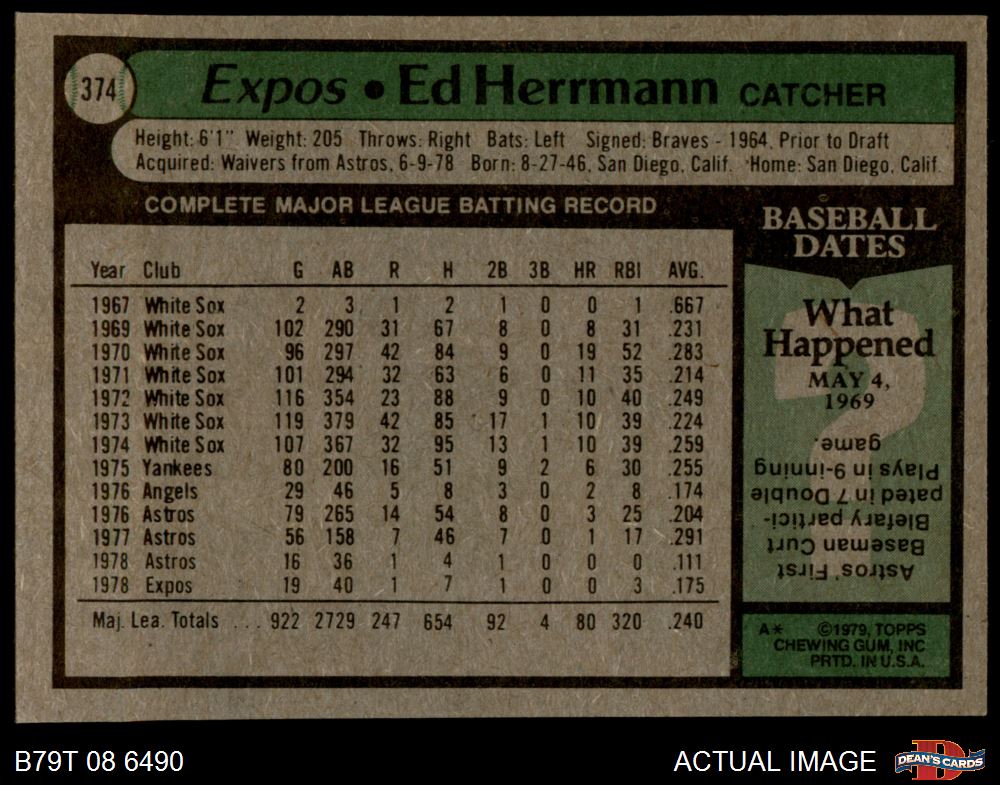 374
Expos • Ed Herrmann CATCHER
Height: 6'1" Weight: 205 Throws: Right Bats: Left Signed: Braves - 1964, Prior to Draft
Acquired: Waivers from Astros, 6-9-78 Born: 8-27-46, San Diego, Calif. Home: San Diego, Calif.
COMPLETE MAJOR LEAGUE BATTING RECORD
Year Club G AB R H 2B 3B HR RBI AVG.
1967 White Sox 2 3 1 2 1 0 0 1 .667
1969 White Sox 102 290 31 67 8 0 8 31 .231
1970 White Sox 96 297 42 84 9 0 19 52 .283
1971 White Sox 101 294 32 63 6 0 11 35 .214
1972 White Sox 116 354 23 88 9 0 10 40 .249
1973 White Sox 119 379 42 85 17 1 10 39 .224
1974 White Sox 107 367 32 95 13 1 10 39 .259
1975 Yankees 80 200 16 51 9 2 6 30 .255
1976 Angels 29 46 5 8 3 0 2 8 .174
1976 Astros 79 265 14 54 8 0 3 25 .204
1977 Astros 56 158 7 46 7 0 1 17 .291
1978 Astros 16 36 1 4 1 0 0 0 .111
1978 Expos 19 40 1 7 1 0 0 3 .175
Maj. Lea. Totals ... 922 2729 247 654 92 4 80 320 .240
BASEBALL
DATES
What
Happened
MAY 4,
1969
Astros' First
Baseman Curt
Blefary partici-
pated in 7 Double
Plays in 9-inning
game.
A* ©1979, TOPPS
CHEWING GUM, INC
PRTD. IN U.S.A.
B79T 08 6490
ACTUAL IMAGE
DEAN'S CARDS